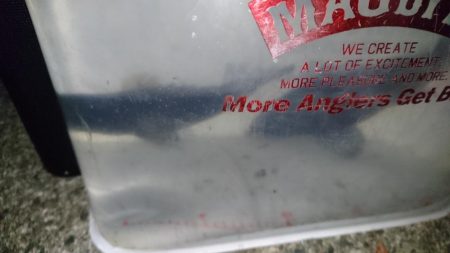 WE CREATE
A LOT OF EXCITEMENT,
MORE PLEASURE AND MORE
More Anglers Get B